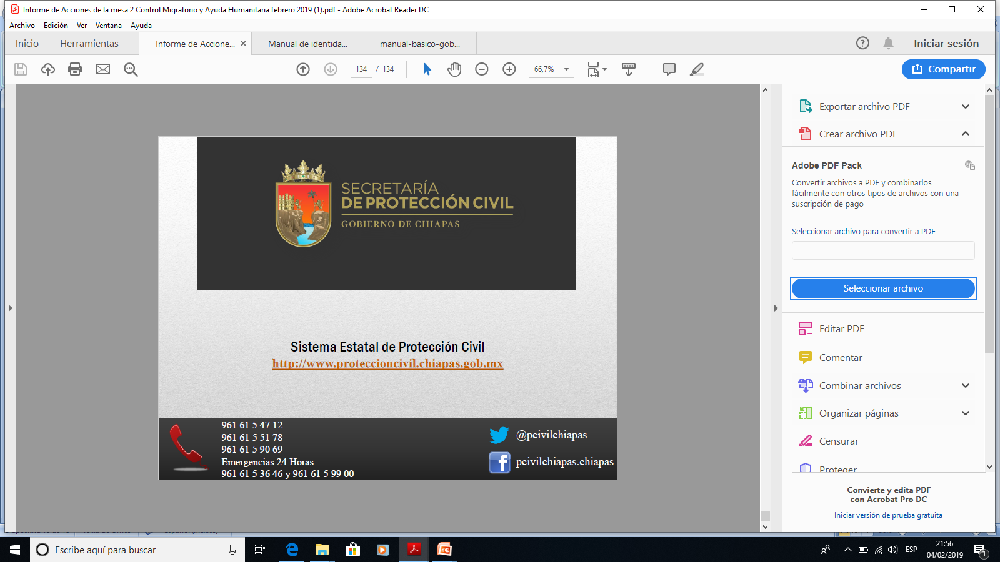 Informe de Acciones de la mesa 2 Control Migratorio y Ayuda Humanitaria febrero 2019 (1).pdf - Adobe Acrobat Reader DC
Archivo Edición Ver Ventana Ayuda
Inicio Herramientas Informe de Accione... × Manual de identida... manual-basico-gob... Iniciar sesión
134 / 134 66,7% Compartir
Exportar archivo PDF
Crear archivo PDF
Adobe PDF Pack
Convertir archivos a PDF y combinarlos
fácilmente con otros tipos de archivos con una
suscripción de pago
Seleccionar archivo para convertir a PDF
Seleccionar archivo
Editar PDF
Comentar
Combinar archivos
Organizar páginas
Censurar
Proteger
Convierte y edita PDF
con Acrobat Pro DC
Iniciar versión de prueba gratuita
SECRETARÍA
DE PROTECCIÓN CIVIL
GOBIERNO DE CHIAPAS
Sistema Estatal de Protección Civil
http://www.proteccioncivil.chiapas.gob.mx
961 61 5 47 12
961 61 5 51 78
961 61 5 90 69
Emergencias 24 Horas:
961 61 5 36 46 y 961 61 5 99 00
@pcivilchiapas
pcivilchiapas.chiapas
Escribe aquí para buscar
ESP
21:56
04/02/2019
1